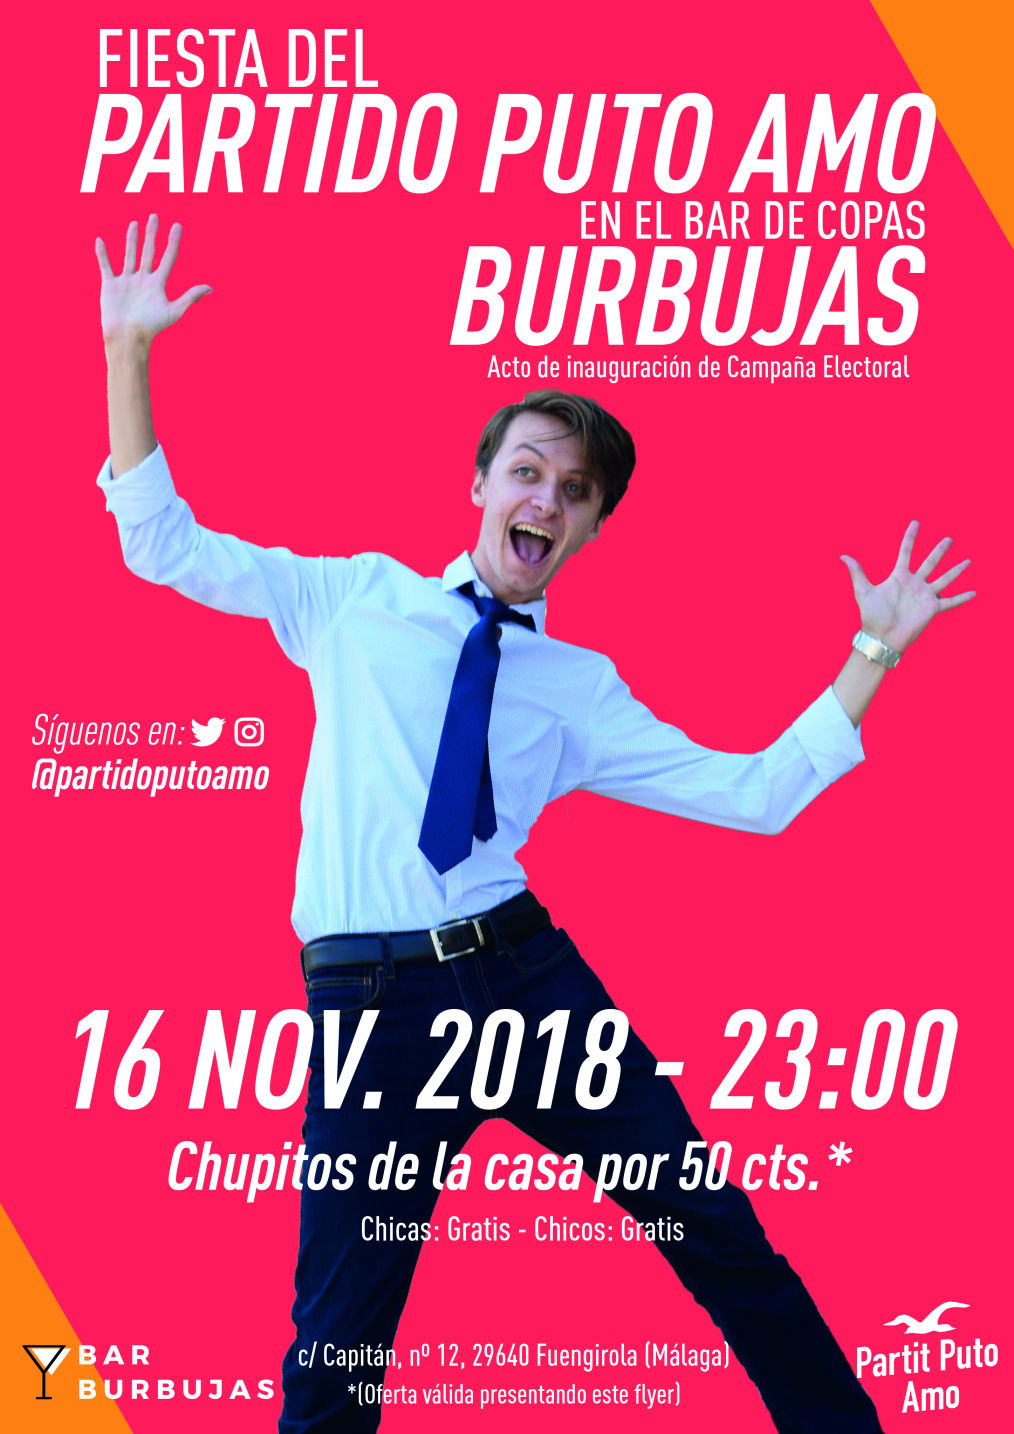 FIESTA DEL
PARTIDO PUTO AMO
EN EL BAR DE COPAS
BURBUJAS
Acto de inauguración de Campaña Electoral
Síguenos en:
@partidoputoamo
16 NOV. 2018 - 23:00
Chupitos de la casa por 50 cts.*
Chicas: Gratis - Chicos: Gratis
c/ Capitán, nº 12, 29640 Fuengirola (Málaga)
*(Oferta válida presentando este flyer)
BAR
BURBUJAS
Partit Puto
Amo